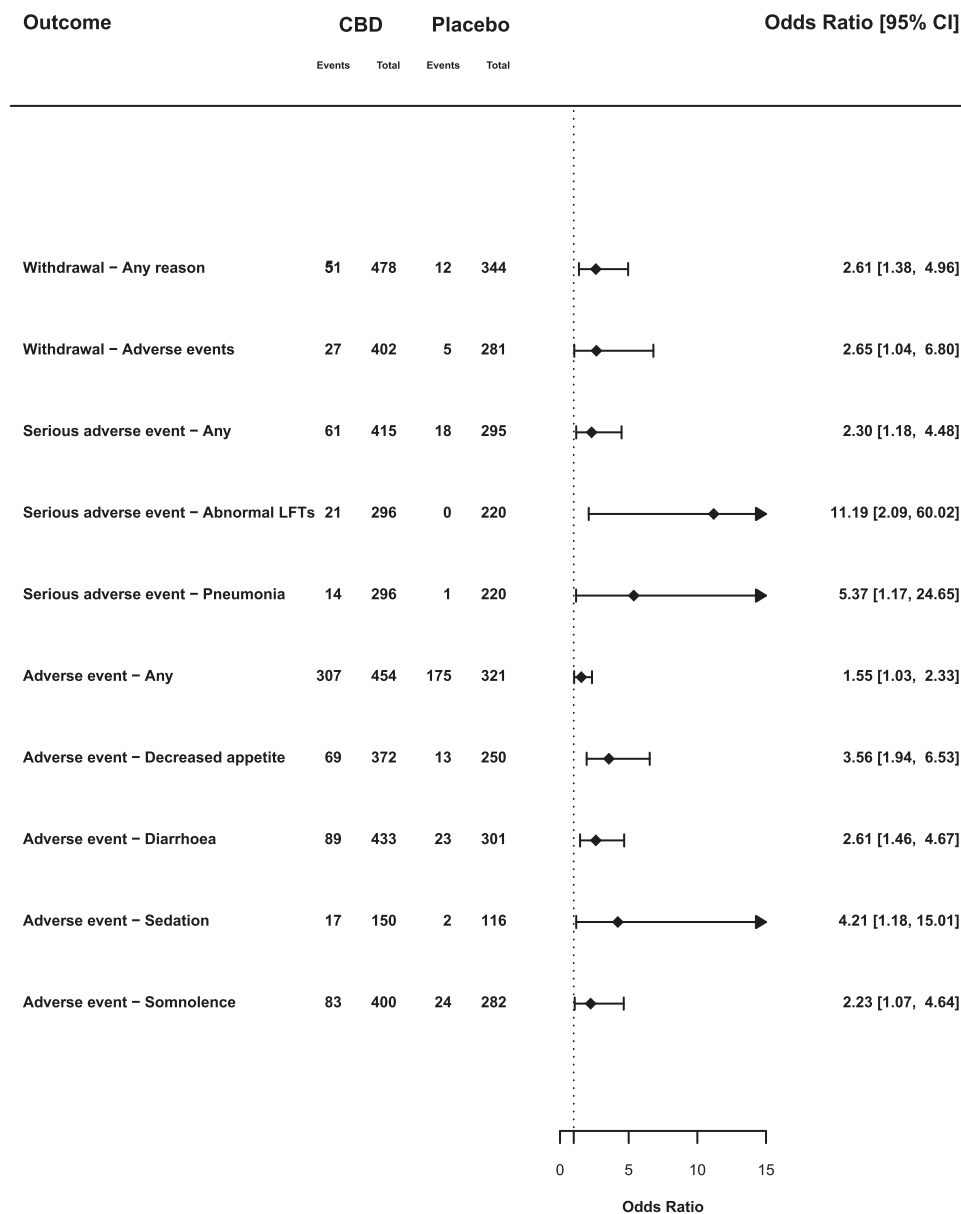 Outcome CBD Placebo Odds Ratio [95% CI]
Events Total Events Total
Withdrawal − Any reason 51 478 12 344 2.61 [1.38, 4.96]
Withdrawal − Adverse events 27 402 5 281 2.65 [1.04, 6.80]
Serious adverse event − Any 61 415 18 295 2.30 [1.18, 4.48]
Serious adverse event − Abnormal LFTs 21 296 0 220 11.19 [2.09, 60.02]
Serious adverse event − Pneumonia 14 296 1 220 5.37 [1.17, 24.65]
Adverse event − Any 307 454 175 321 1.55 [1.03, 2.33]
Adverse event − Decreased appetite 69 372 13 250 3.56 [1.94, 6.53]
Adverse event − Diarrhoea 89 433 23 301 2.61 [1.46, 4.67]
Adverse event − Sedation 17 150 2 116 4.21 [1.18, 15.01]
Adverse event − Somnolence 83 400 24 282 2.23 [1.07, 4.64]
0 5 10 15
Odds Ratio